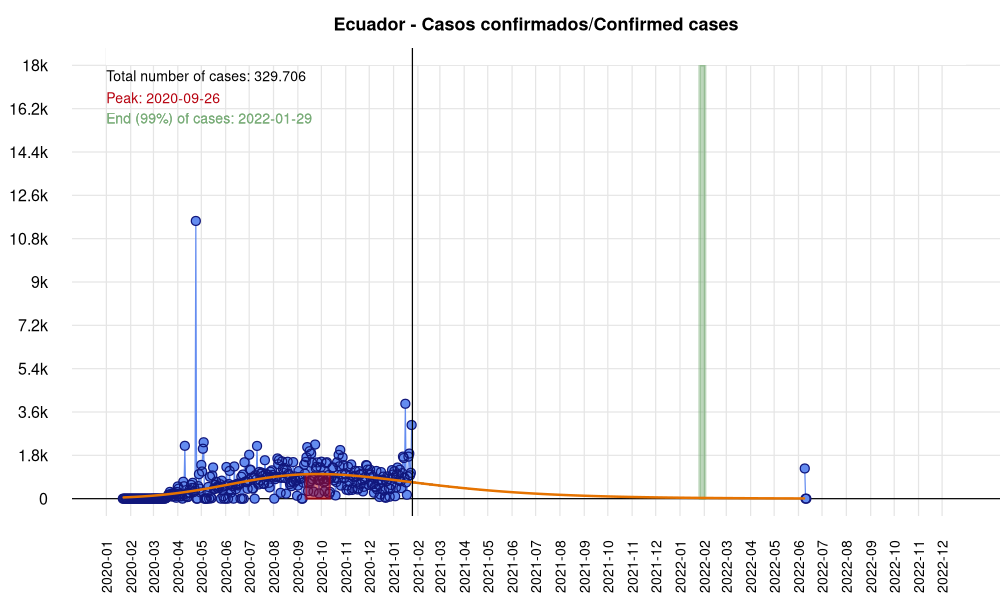 Ecuador - Casos confirmados/Confirmed cases
Total number of cases: 329.706
Peak: 2020-09-26
End (99%) of cases: 2022-01-29
18k
16.2k
14.4k
12.6k
10.8k
9k
7.2k
5.4k
3.6k
1.8k
0
2020-01
2020-02
2020-03
2020-04
2020-05
2020-06
2020-07
2020-08
2020-09
2020-10
2020-11
2020-12
2021-01
2021-02
2021-03
2021-04
2021-05
2021-06
2021-07
2021-08
2021-09
2021-10
2021-11
2021-12
2022-01
2022-02
2022-03
2022-04
2022-05
2022-06
2022-07
2022-08
2022-09
2022-10
2022-11
2022-12